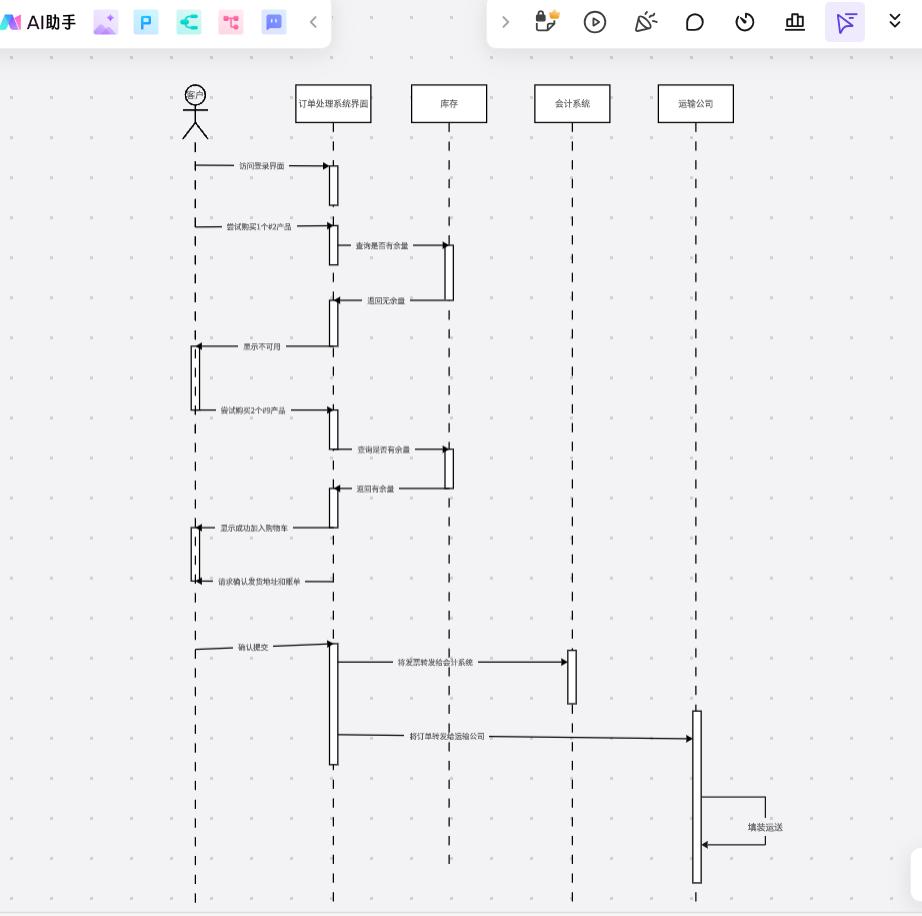 AI助手
客户
订单处理系统界面
库存
会计系统
运输公司
访问登录界面
尝试购买1个#2产品
查询是否有余量
返回无余量
显示不可用
尝试购买2个#9产品
查询是否有余量
返回有余量
显示成功加入购物车
请求确认发货地址和账单
确认提交
将发票转发给会计系统
将订单转发给运输公司
填装运送